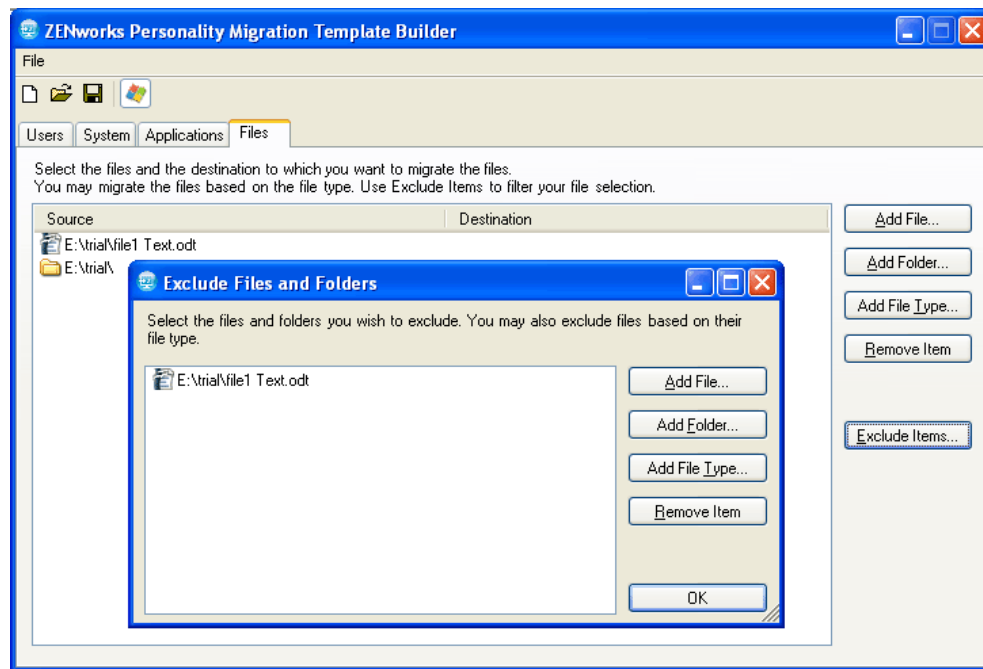 ZENworks Personality Migration Template Builder
File
Users System Applications Files
Select the files and the destination to which you want to migrate the files.
You may migrate the files based on the file type. Use Exclude Items to filter your file selection.
Source Destination
E:\trial\file1 Text.odt
E:\trial\
Add File...
Add Folder...
Add File Type...
Remove Item
Exclude Items...
Exclude Files and Folders
Select the files and folders you wish to exclude. You may also exclude files based on their
file type.
E:\trial\file1 Text.odt
Add File...
Add Folder...
Add File Type...
Remove Item
OK